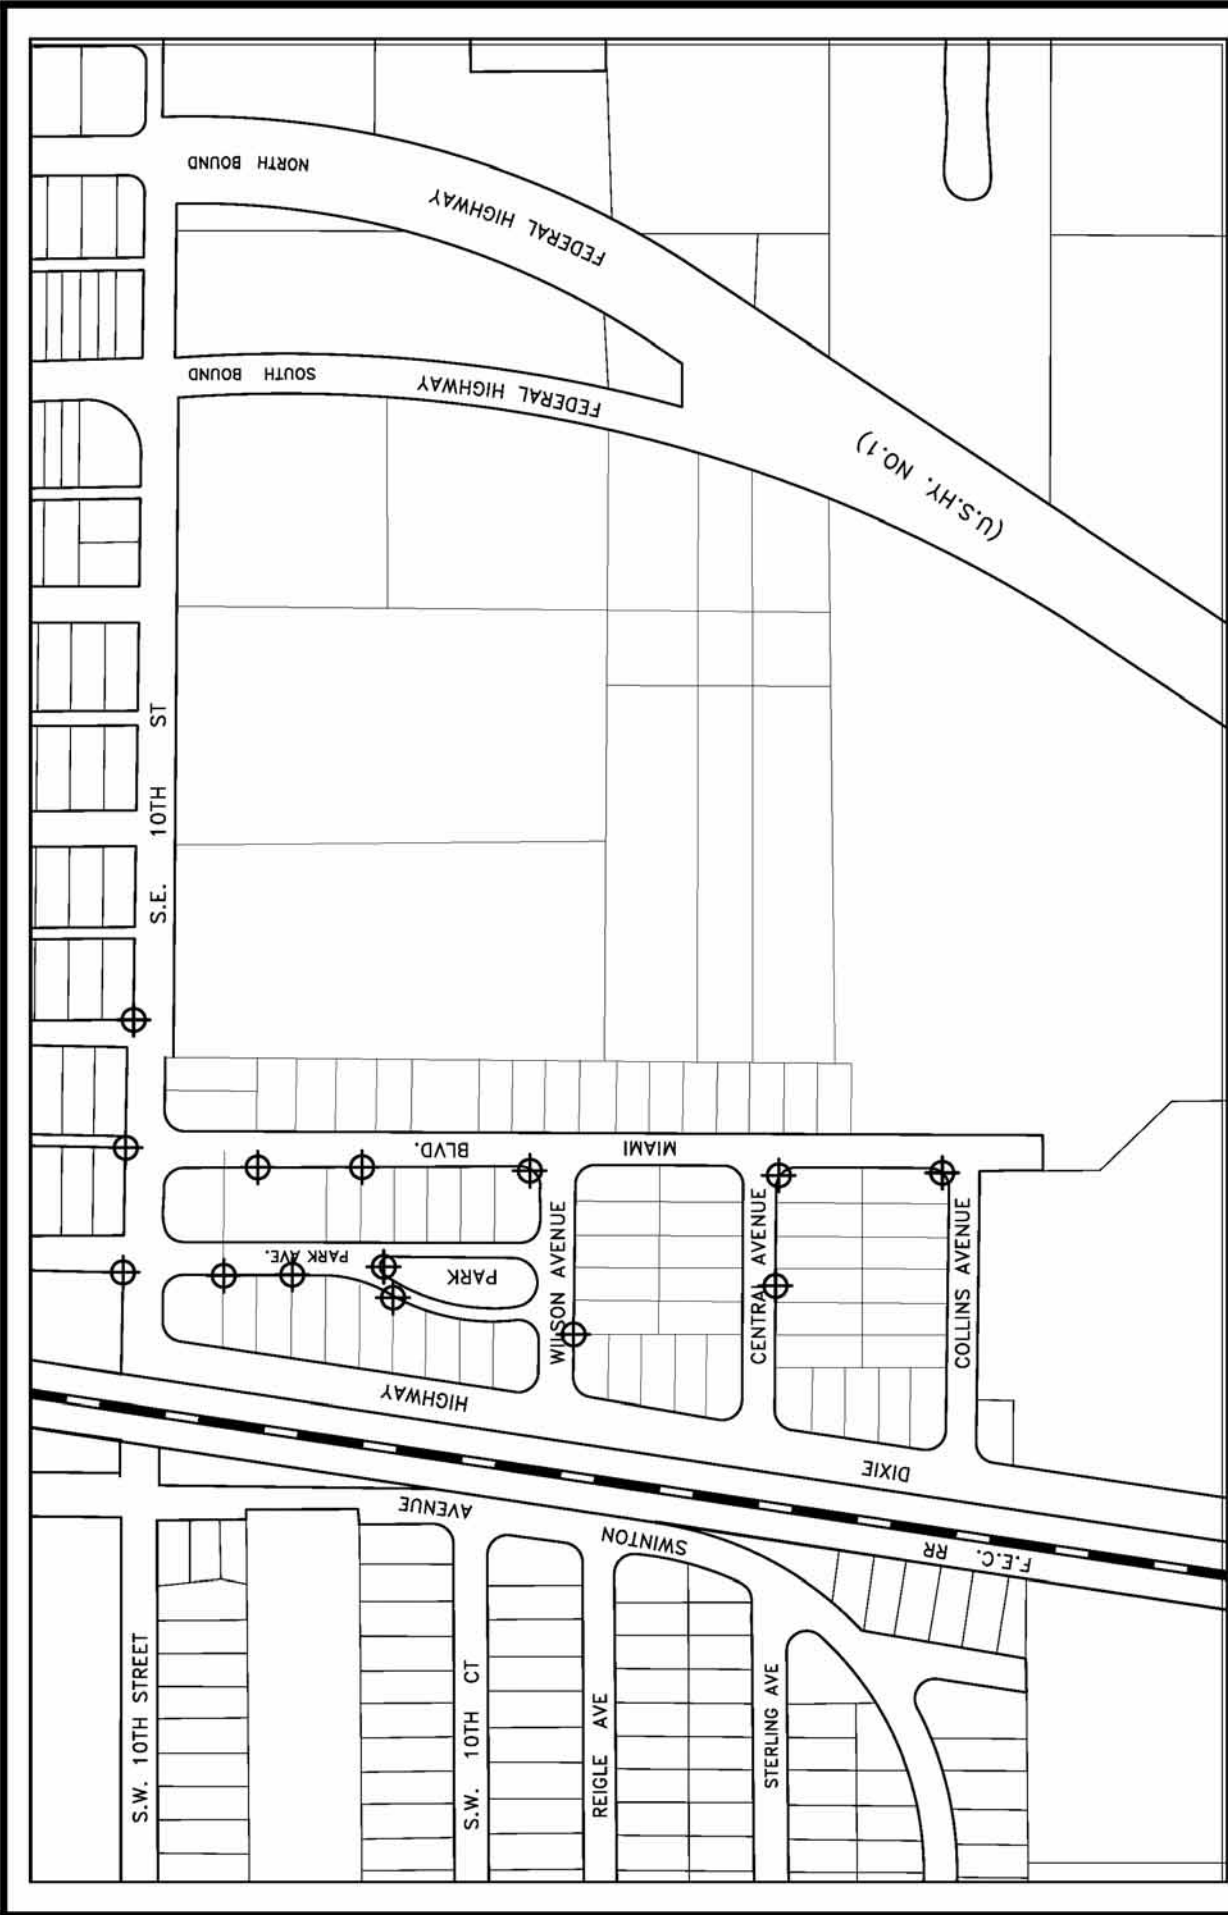 NORTH BOUND
FEDERAL HIGHWAY
SOUTH BOUND
FEDERAL HIGHWAY
(U.S.HY. NO.1)
S.E. 10TH ST
MIAMI BLVD.
PARK AVE.
PARK
WILSON AVENUE
CENTRAL AVENUE
COLLINS AVENUE
DIXIE HIGHWAY
F.E.C. RR
SWINTON AVENUE
S.W. 10TH STREET
S.W. 10TH CT
REIGLE AVE
STERLING AVE